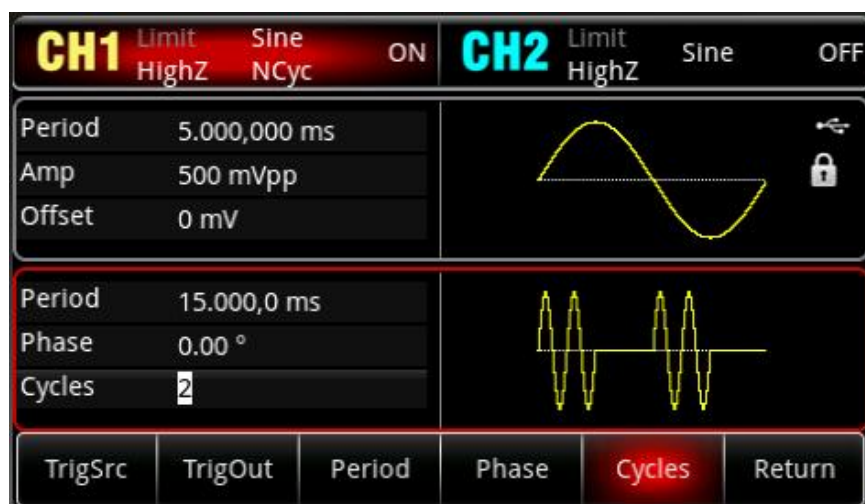 CH1 Limit Sine ON CH2 Limit Sine OFF
HighZ NCyc HighZ
Period 5.000,000 ms
Amp 500 mVpp
Offset 0 mV
Period 15.000,0 ms
Phase 0.00 °
Cycles 2
TrigSrc TrigOut Period Phase Cycles Return